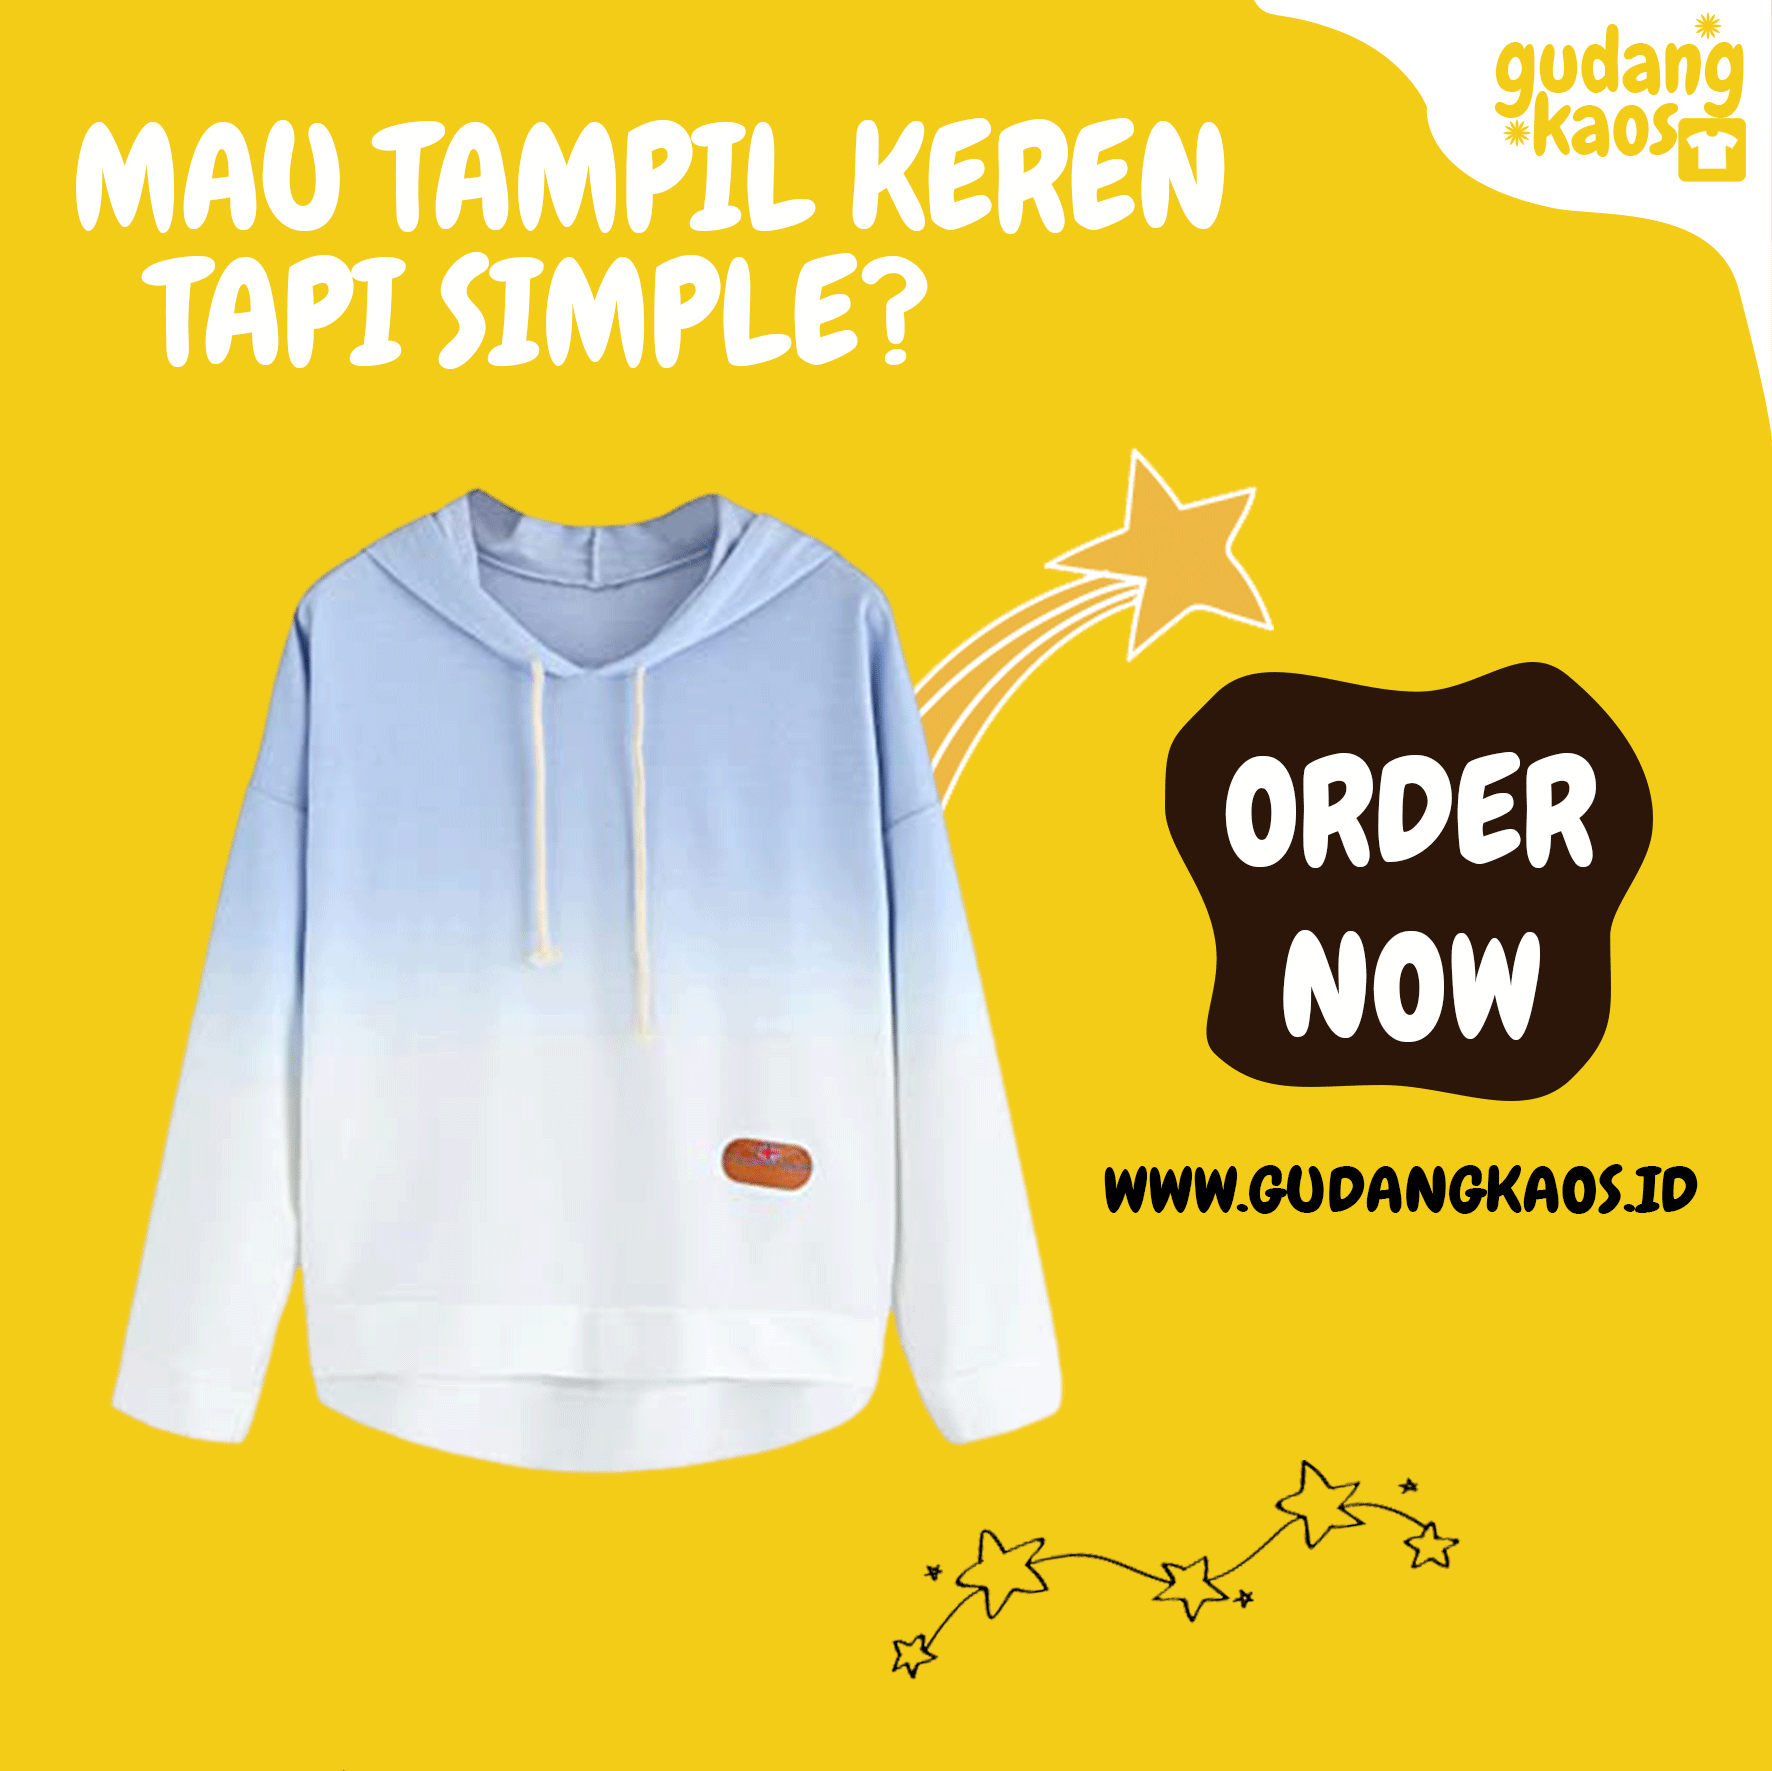 gudang
kaos
MAU TAMPIL KEREN
TAPI SIMPLE?
ORDER
NOW
WWW.GUDANGKAOS.ID